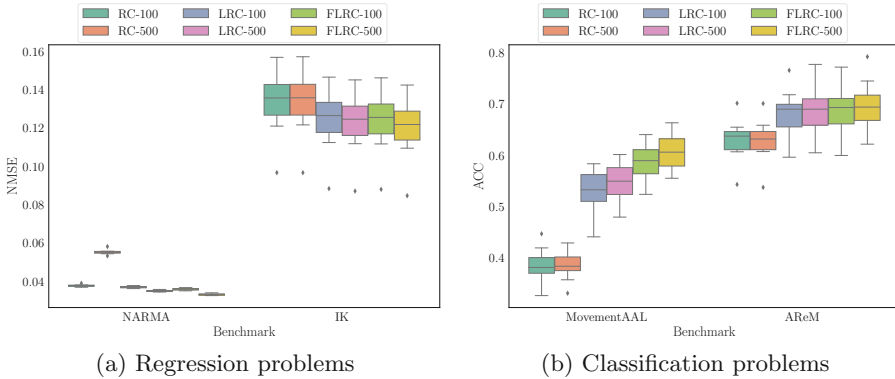 RC-100 LRC-100 FLRC-100
RC-500 LRC-500 FLRC-500
0.16
0.14
0.12
0.10
0.08
0.06
0.04
NMSE
NARMA IK
Benchmark
(a) Regression problems
RC-100 LRC-100 FLRC-100
RC-500 LRC-500 FLRC-500
0.8
0.7
0.6
0.5
0.4
ACC
MovementAAL AReM
Benchmark
(b) Classification problems